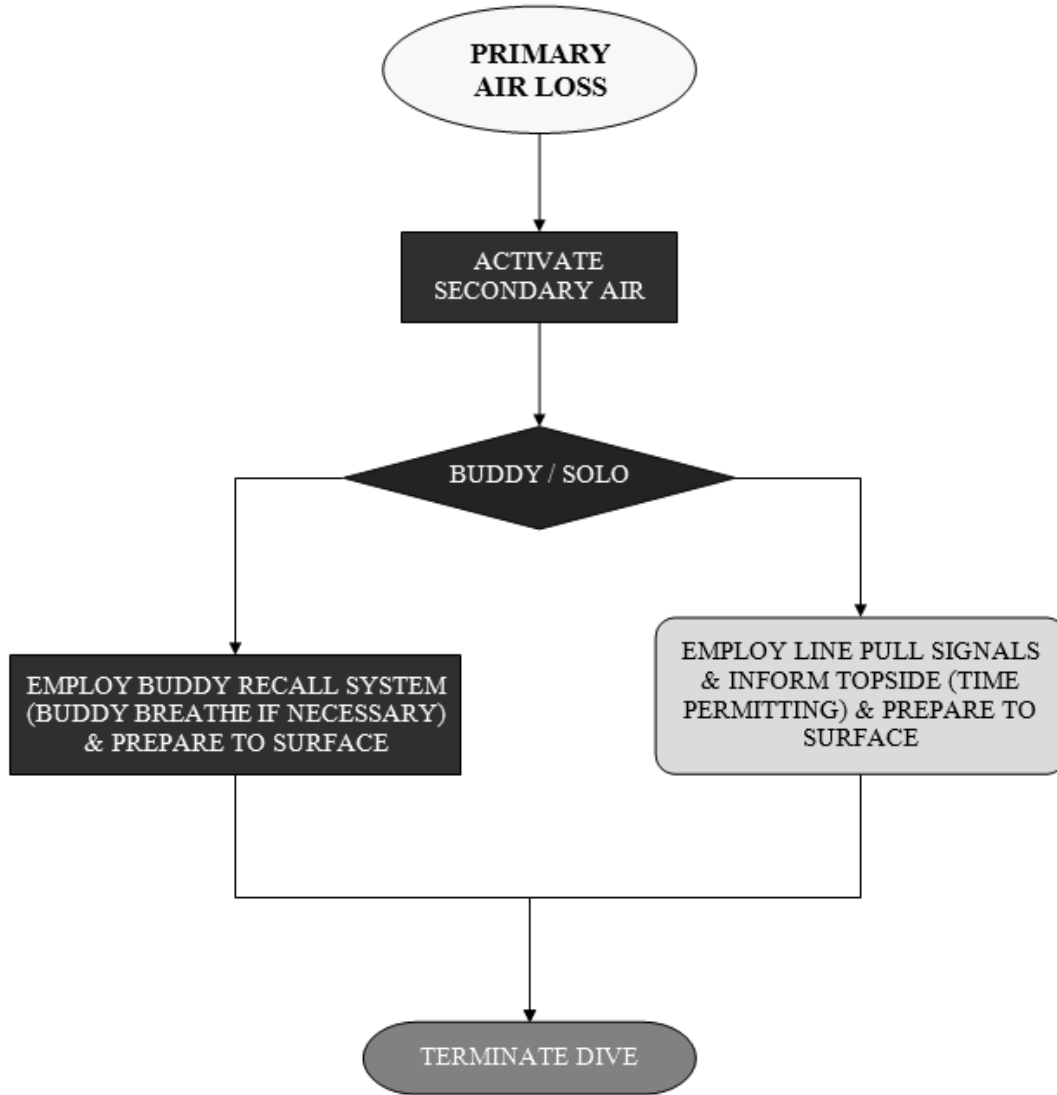 PRIMARY
AIR LOSS
ACTIVATE
SECONDARY AIR
BUDDY / SOLO
EMPLOY BUDDY RECALL SYSTEM
(BUDDY BREATHE IF NECESSARY)
& PREPARE TO SURFACE
EMPLOY LINE PULL SIGNALS
& INFORM TOPSIDE (TIME
PERMITTING) & PREPARE TO
SURFACE
TERMINATE DIVE